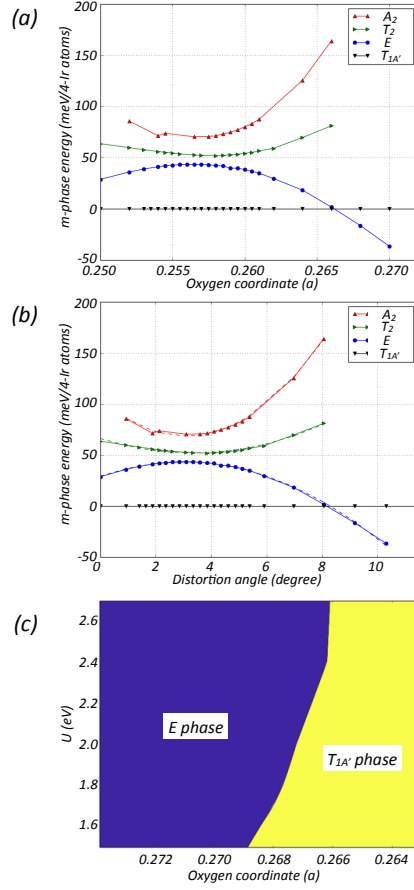 (a)
200
150
100
50
0
-50
m-phase energy (meV/4-Ir atoms)
A2
T2
E
T1A'
0.250 0.255 0.260 0.265 0.270
Oxygen coordinate (a)
(b)
200
150
100
50
0
-50
m-phase energy (meV/4-Ir atoms)
A2
T2
E
T1A'
0 2 4 6 8 10
Distortion angle (degree)
(c)
2.6
2.4
2.2
2.0
1.8
1.6
U (eV)
E phase
T1A' phase
0.272 0.270 0.268 0.266 0.264
Oxygen coordinate (a)